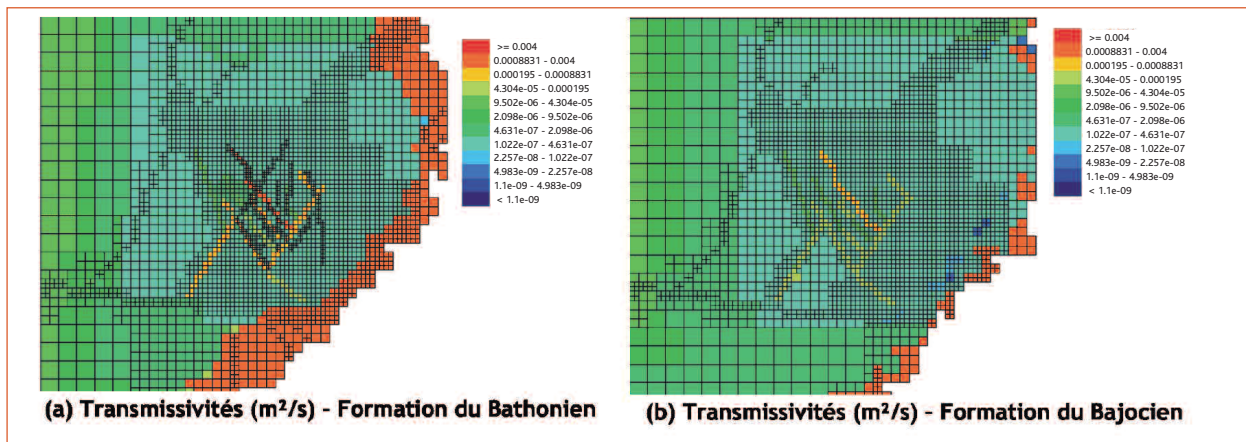 >= 0.004
0.0008831 - 0.004
0.000195 - 0.0008831
4.304e-05 - 0.000195
9.502e-06 - 4.304e-05
2.098e-06 - 9.502e-06
4.631e-07 - 2.098e-06
1.022e-07 - 4.631e-07
2.257e-08 - 1.022e-07
4.983e-09 - 2.257e-08
1.1e-09 - 4.983e-09
< 1.1e-09
(a) Transmissivités (m²/s) - Formation du Bathonien
>= 0.004
0.0008831 - 0.004
0.000195 - 0.0008831
4.304e-05 - 0.000195
9.502e-06 - 4.304e-05
2.098e-06 - 9.502e-06
4.631e-07 - 2.098e-06
1.022e-07 - 4.631e-07
2.257e-08 - 1.022e-07
4.983e-09 - 2.257e-08
1.1e-09 - 4.983e-09
< 1.1e-09
(b) Transmissivités (m²/s) - Formation du Bajocien